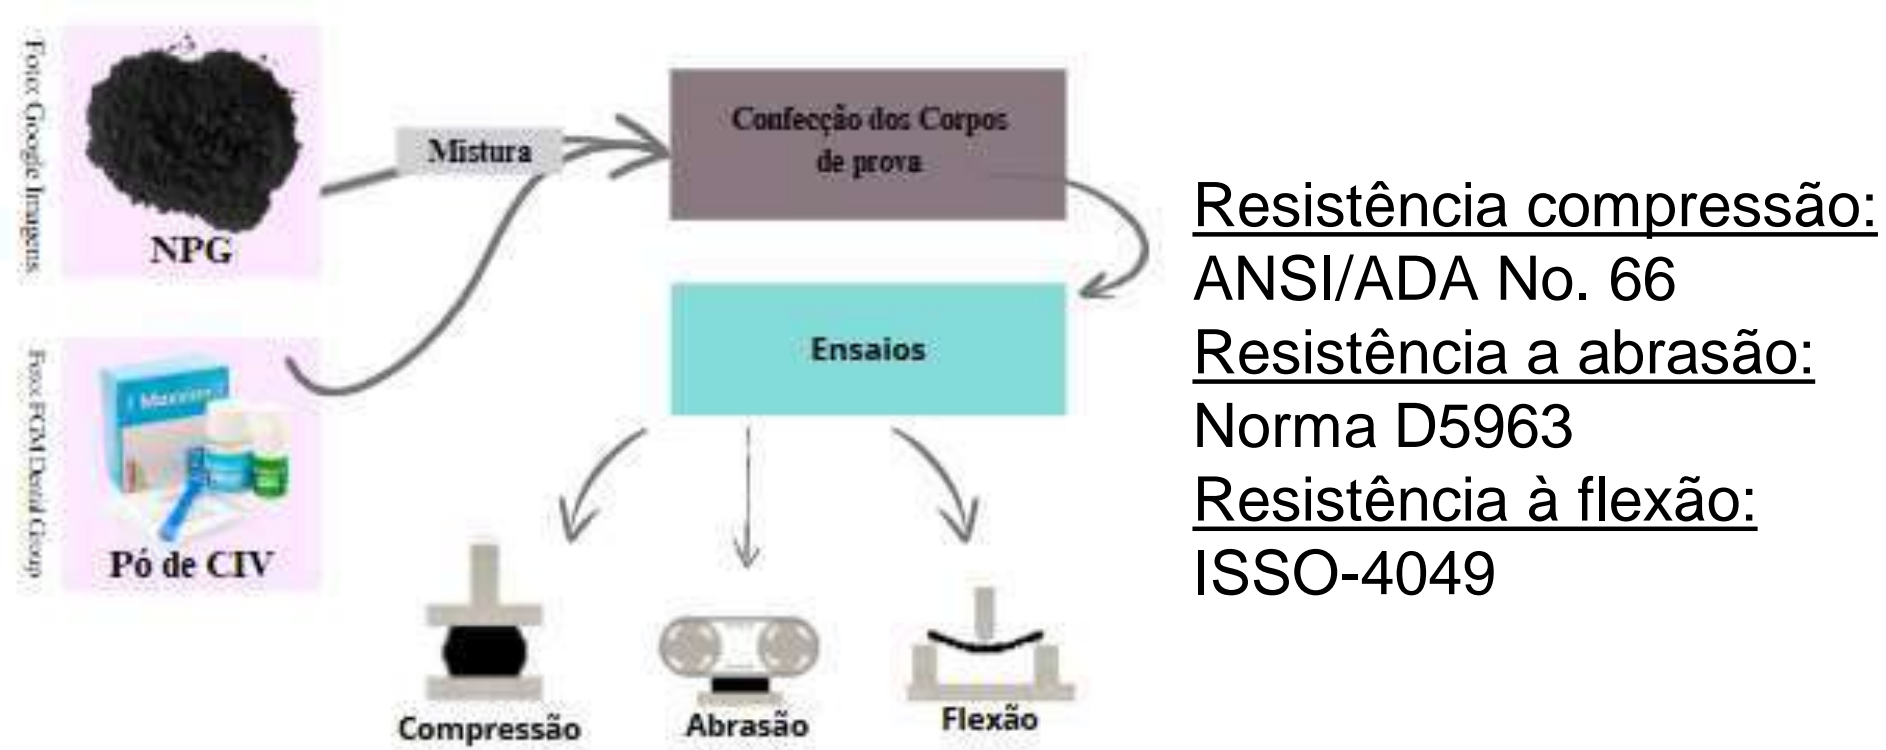 Foto: Google Imagens.
NPG
Mistura
Confecção dos Corpos
de prova
Foto: FGM Dental Group
Pó de CIV
Ensaios
Compressão
Abrasão
Flexão
Resistência compressão:
ANSI/ADA No. 66
Resistência a abrasão:
Norma D5963
Resistência à flexão:
ISSO-4049